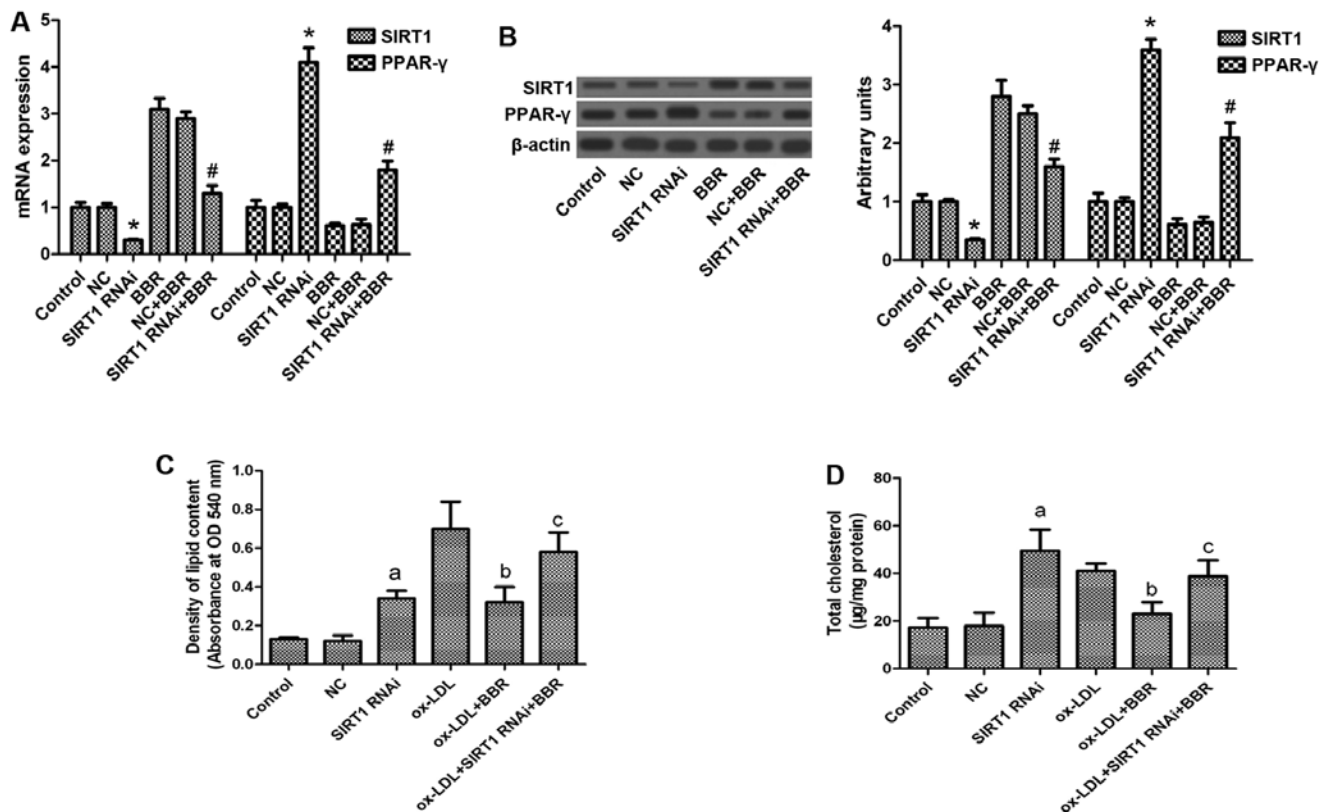 A
mRNA expression
5
4
3
2
1
0
*
#
*
#
SIRT1
PPAR-γ
Control
NC
SIRT1 RNAi
BBR
NC+BBR
SIRT1 RNAi+BBR
Control
NC
SIRT1 RNAi
BBR
NC+BBR
SIRT1 RNAi+BBR
B
SIRT1
PPAR-γ
β-actin
Control
NC
SIRT1 RNAi
BBR
NC+BBR
SIRT1 RNAi+BBR
Arbitrary units
4
3
2
1
0
*
#
*
#
SIRT1
PPAR-γ
Control
NC
SIRT1 RNAi
BBR
NC+BBR
SIRT1 RNAi+BBR
Control
NC
SIRT1 RNAi
BBR
NC+BBR
SIRT1 RNAi+BBR
C
Density of lipid content
(Absorbance at OD 540 nm)
1.0
0.8
0.6
0.4
0.2
0.0
a
b
c
Control
NC
SIRT1 RNAi
ox-LDL
ox-LDL+BBR
ox-LDL+SIRT1 RNAi+BBR
D
Total cholesterol
(μg/mg protein)
80
60
40
20
0
a
b
c
Control
NC
SIRT1 RNAi
ox-LDL
ox-LDL+BBR
ox-LDL+SIRT1 RNAi+BBR